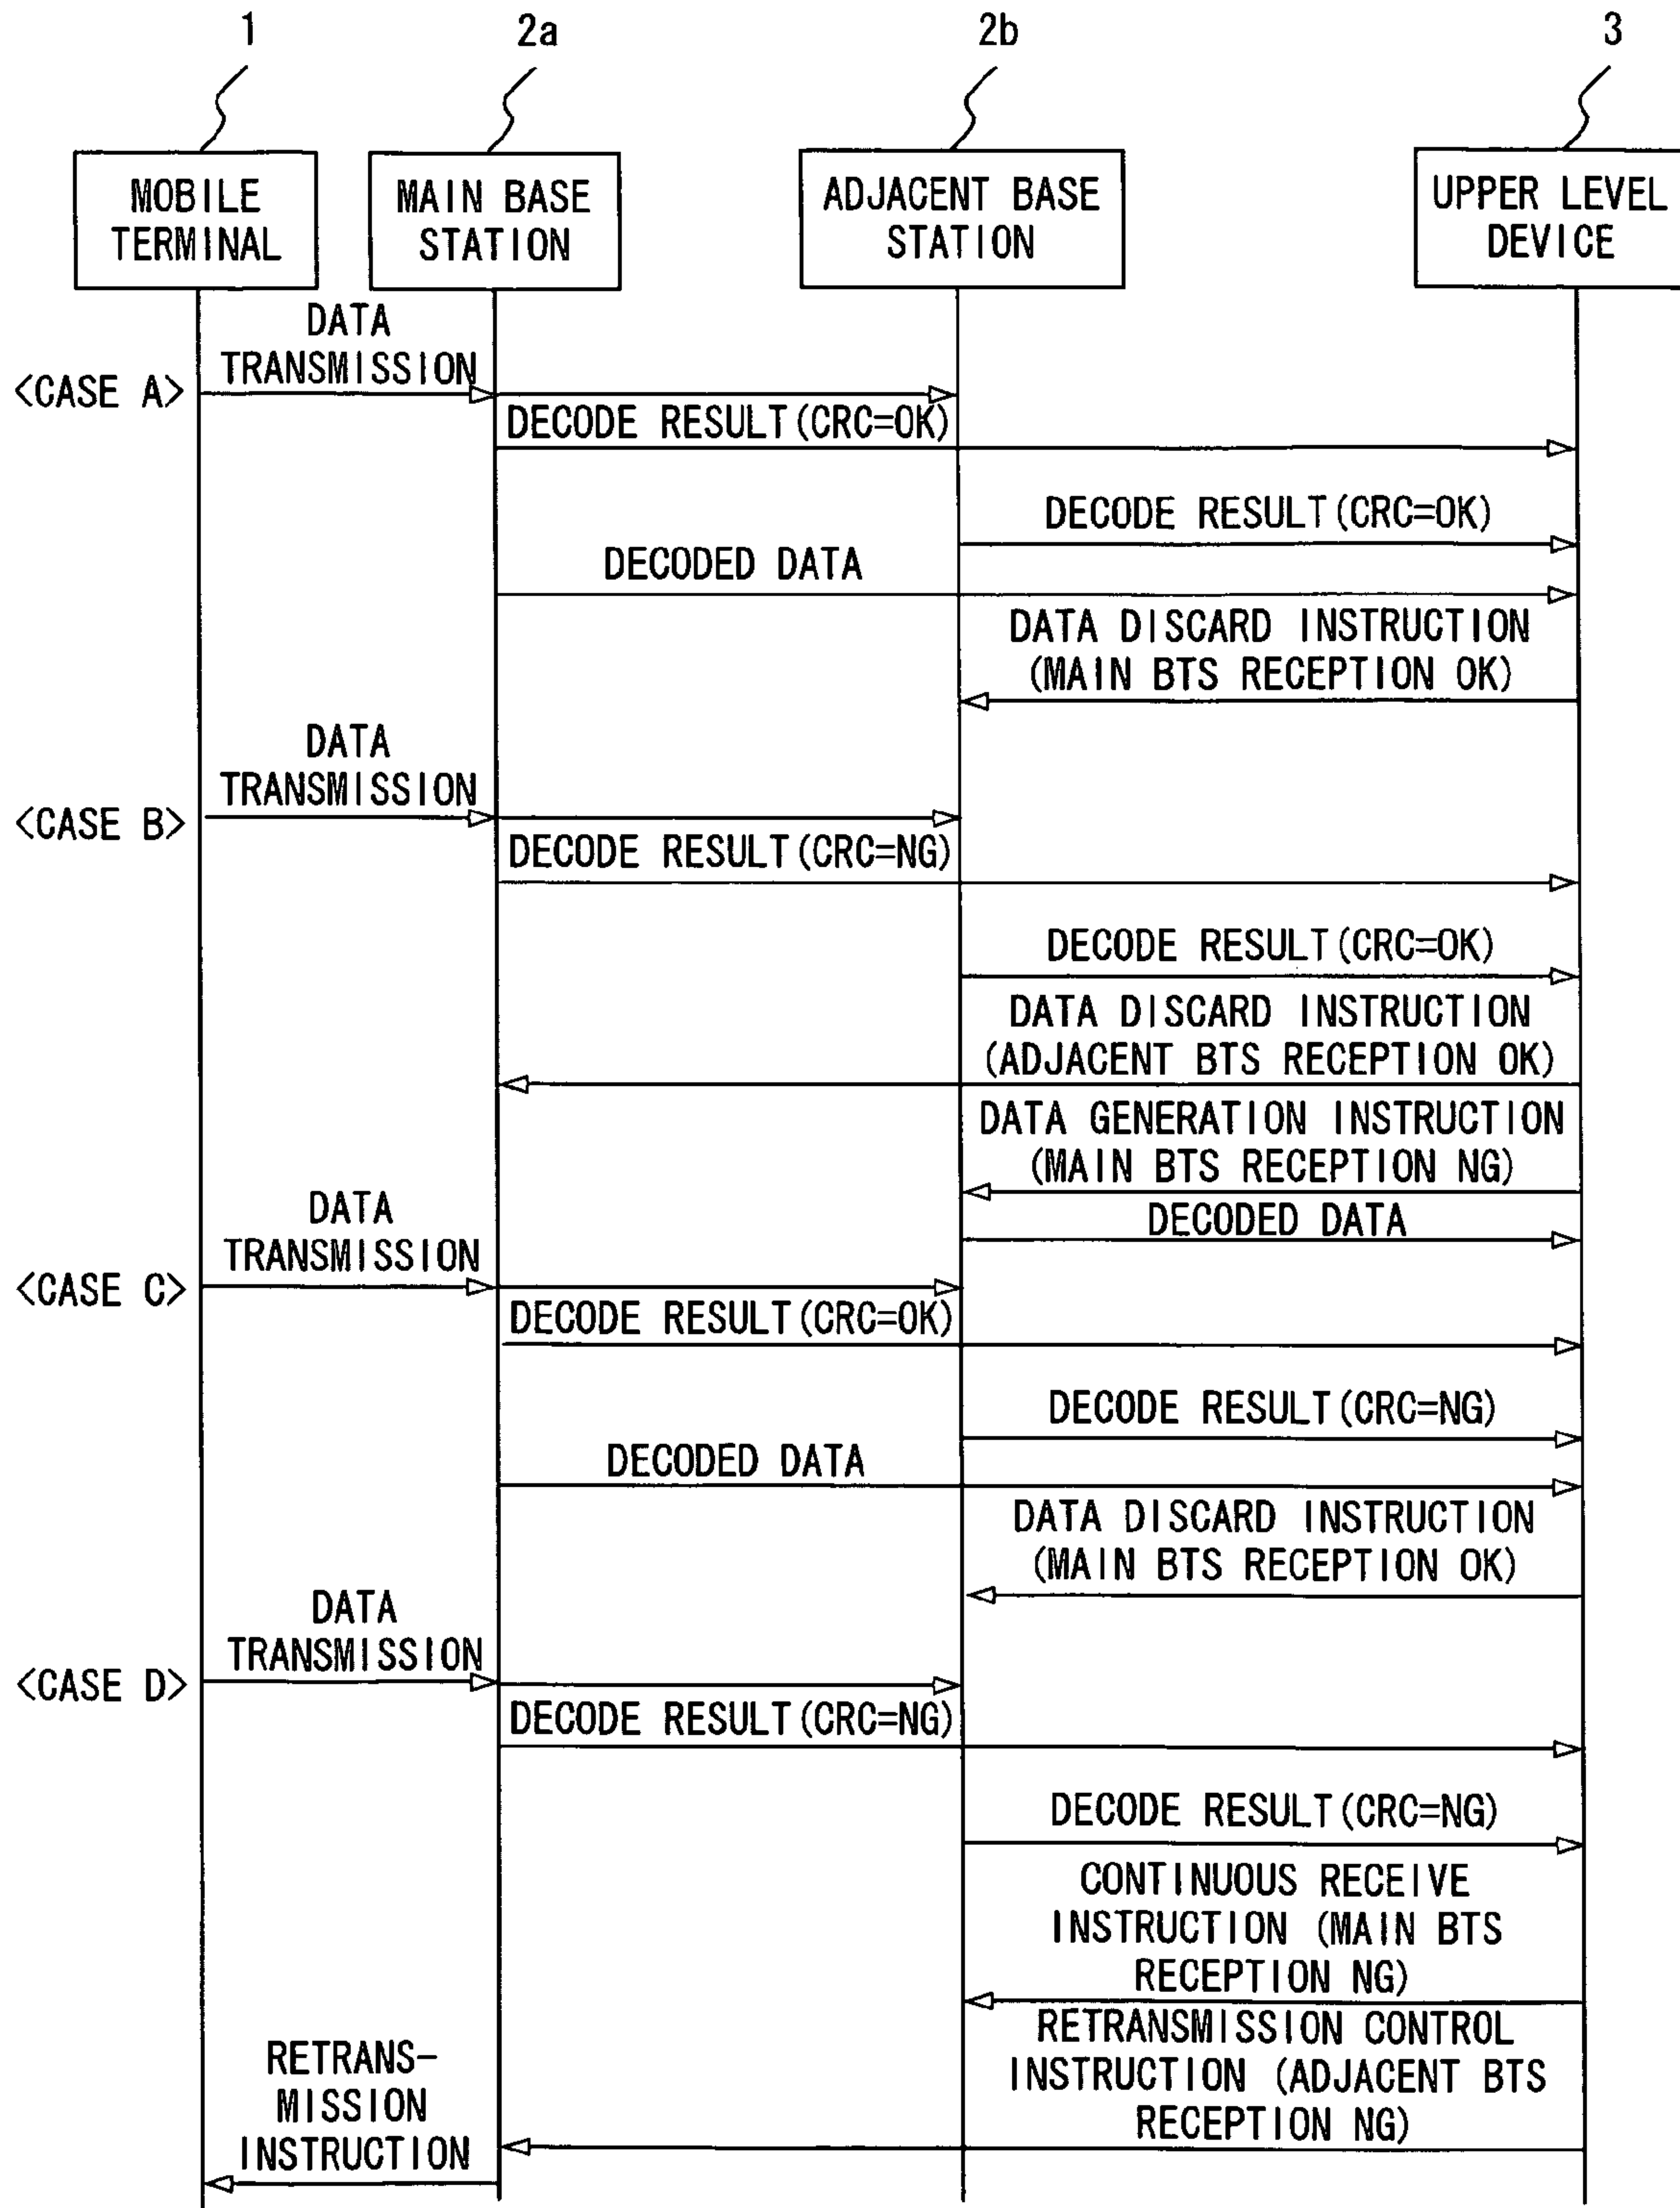 1
2a
2b
3
MOBILE
TERMINAL
MAIN BASE
STATION
ADJACENT BASE
STATION
UPPER LEVEL
DEVICE
DATA
TRANSMISSION
<CASE A>
DECODE RESULT(CRC=OK)
DECODE RESULT(CRC=OK)
DECODED DATA
DATA DISCARD INSTRUCTION
(MAIN BTS RECEPTION OK)
DATA
TRANSMISSION
<CASE B>
DECODE RESULT(CRC=NG)
DECODE RESULT(CRC=OK)
DATA DISCARD INSTRUCTION
(ADJACENT BTS RECEPTION OK)
DATA GENERATION INSTRUCTION
(MAIN BTS RECEPTION NG)
DECODED DATA
DATA
TRANSMISSION
<CASE C>
DECODE RESULT(CRC=OK)
DECODE RESULT(CRC=NG)
DECODED DATA
DATA DISCARD INSTRUCTION
(MAIN BTS RECEPTION OK)
DATA
TRANSMISSION
<CASE D>
DECODE RESULT(CRC=NG)
DECODE RESULT(CRC=NG)
CONTINUOUS RECEIVE
INSTRUCTION (MAIN BTS
RECEPTION NG)
RETRANSMISSION CONTROL
INSTRUCTION (ADJACENT BTS
RECEPTION NG)
RETRANS-
MISSION
INSTRUCTION